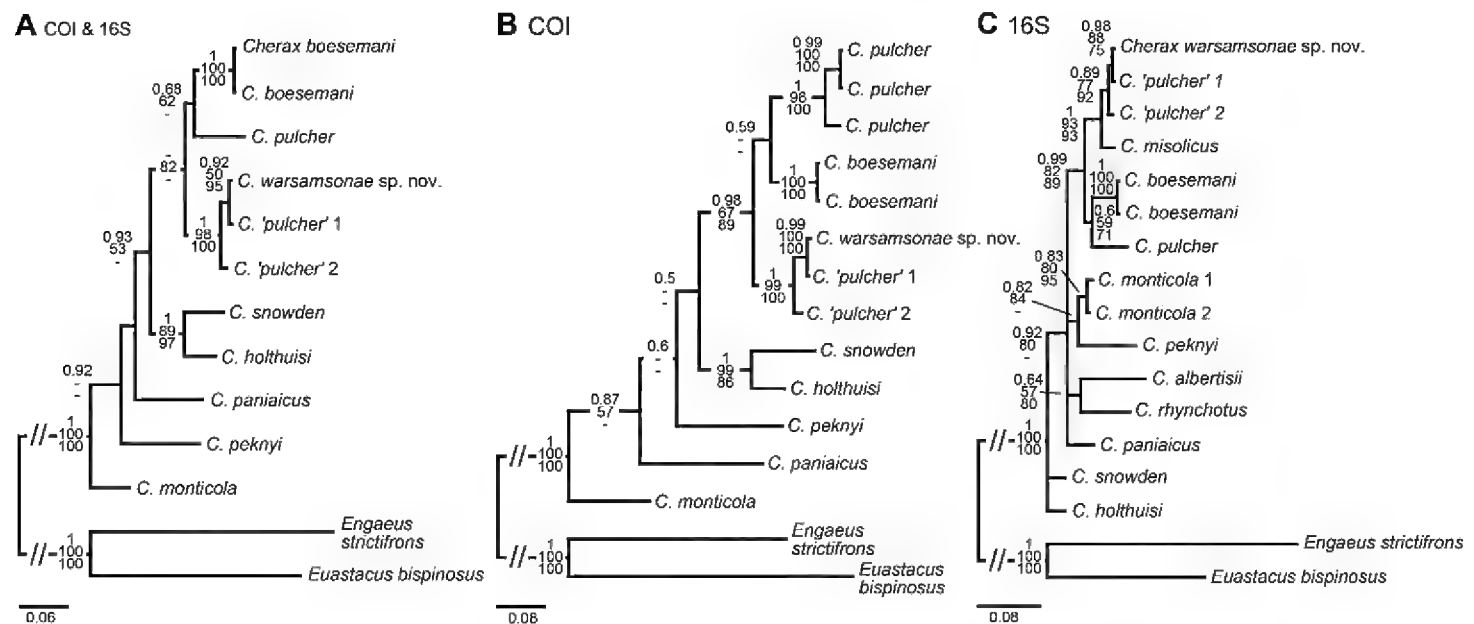 A COI & 16S
0.68
62
-
1
100
100
Cherax boesemani
C. boesemani
C. pulcher
-
82
-
0.92
50
95
C. warsamsonae sp. nov.
C. 'pulcher' 1
1
98
100
C. 'pulcher' 2
0.93
53
-
C. snowden
1
89
97
C. holthuisi
0.92
-
-
C. paniaicus
C. peknyi
1
100
100
C. monticola
Engaeus
strictifrons
1
100
100
Euastacus bispinosus
0.06
B COI
0.99
100
100
C. pulcher
C. pulcher
1
98
100
C. pulcher
0.59
-
-
C. boesemani
1
100
100
C. boesemani
0.98
67
89
0.99
100
100
C. warsamsonae sp. nov.
C. 'pulcher' 1
1
99
100
C. 'pulcher' 2
0.5
-
-
0.6
-
-
C. snowden
1
99
86
C. holthuisi
0.87
57
-
C. peknyi
C. paniaicus
1
100
100
C. monticola
Engaeus
strictifrons
1
100
100
Euastacus
bispinosus
0.08
C 16S
0.98
88
75
Cherax warsamsonae sp. nov.
0.89
77
92
C. 'pulcher' 1
C. 'pulcher' 2
1
93
93
C. misolicus
0.99
82
89
1
100
100
C. boesemani
C. boesemani
0.6
59
71
C. pulcher
0.83
80
95
C. monticola 1
0.82
84
-
C. monticola 2
0.92
80
-
C. peknyi
0.64
57
80
C. albertisii
C. rhynchotus
1
100
100
C. paniaicus
C. snowden
C. holthuisi
1
100
100
Engaeus strictifrons
Euastacus bispinosus
0.08